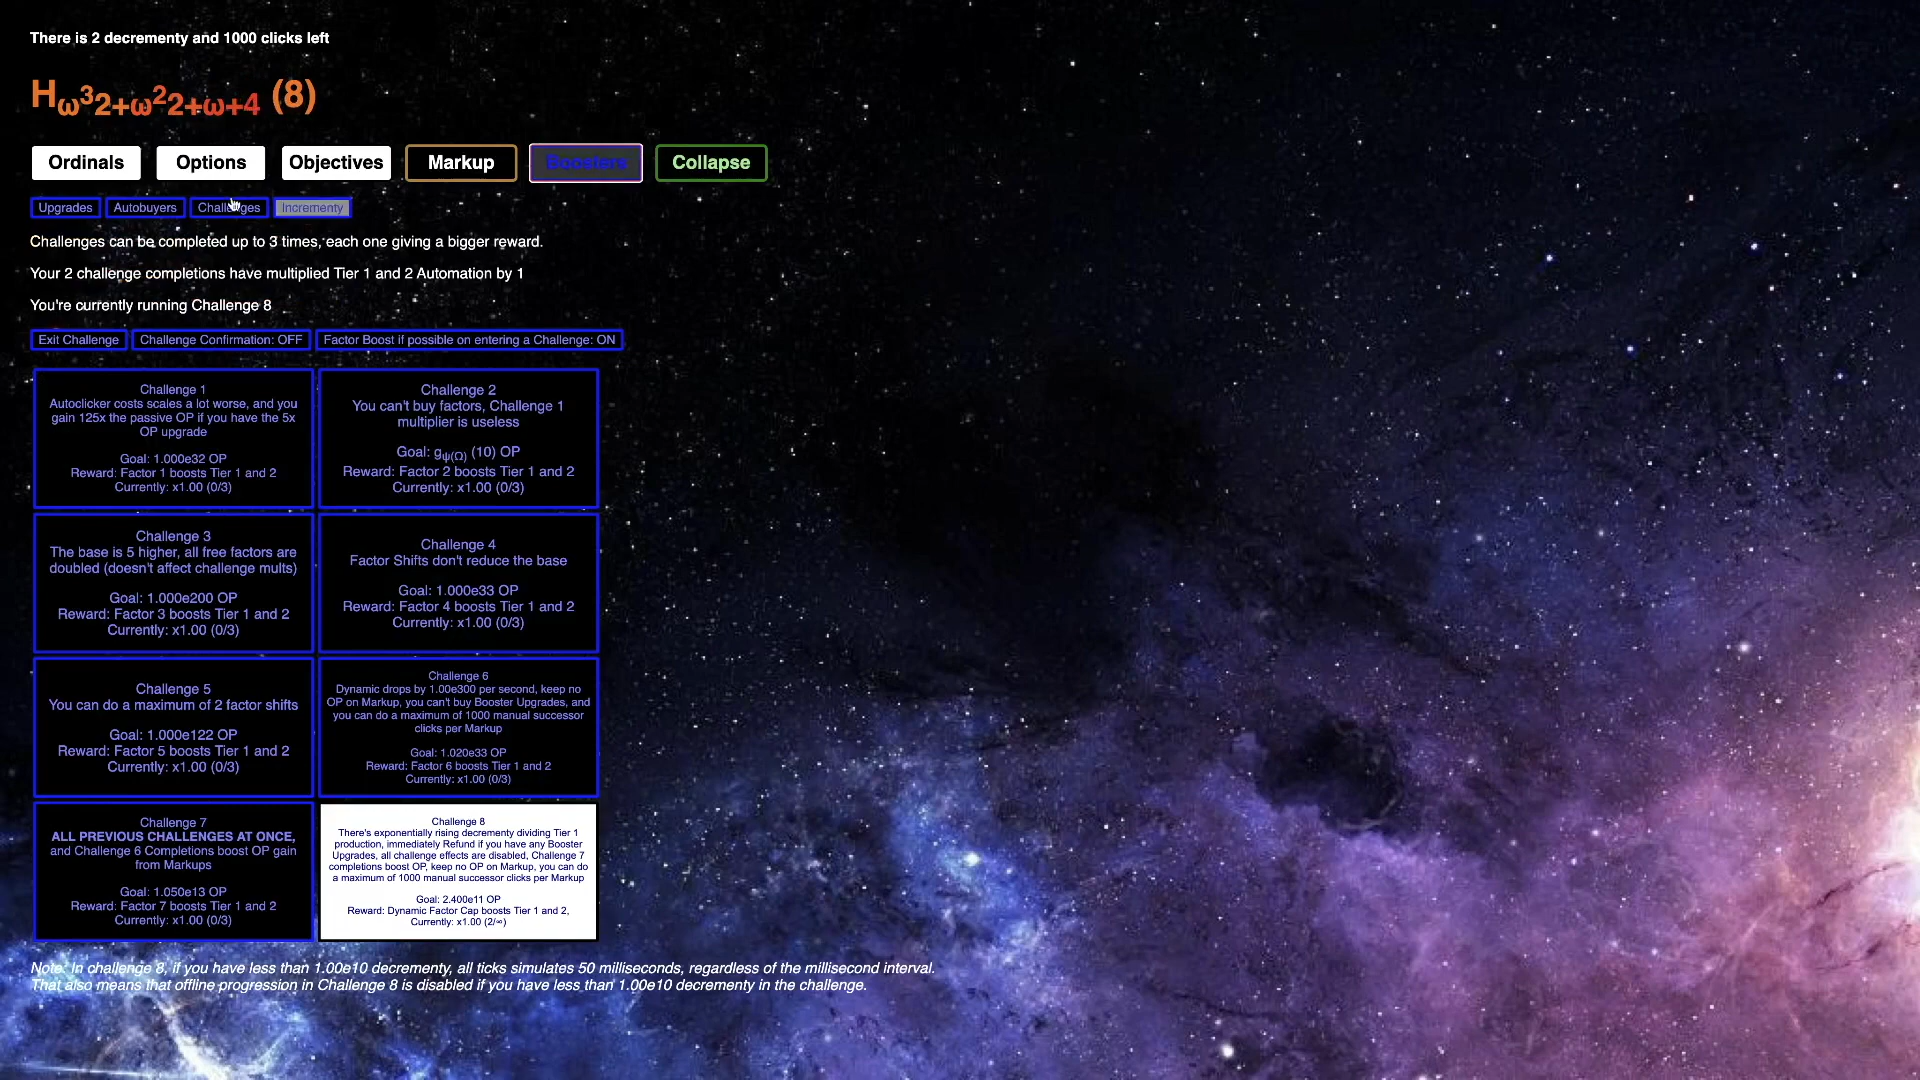 There is 2 decrementy and 1000 clicks left
Hω³2+ω²2+ω+4 (8)
Ordinals Options Objectives Markup Boosters Collapse
Upgrades Autobuyers Challenges Incrementy
Challenges can be completed up to 3 times, each one giving a bigger reward.
Your 2 challenge completions have multiplied Tier 1 and 2 Automation by 1
You're currently running Challenge 8
Exit Challenge Challenge Confirmation: OFF Factor Boost if possible on entering a Challenge: ON
Challenge 1
Autoclicker costs scales a lot worse, and you
gain 125x the passive OP if you have the 5x
OP upgrade
Goal: 1.000e32 OP
Reward: Factor 1 boosts Tier 1 and 2
Currently: x1.00 (0/3)
Challenge 2
You can't buy factors, Challenge 1
multiplier is useless
Goal: gψ(Ω) (10) OP
Reward: Factor 2 boosts Tier 1 and 2
Currently: x1.00 (0/3)
Challenge 3
The base is 5 higher, all free factors are
doubled (doesn't affect challenge mults)
Goal: 1.000e200 OP
Reward: Factor 3 boosts Tier 1 and 2
Currently: x1.00 (0/3)
Challenge 4
Factor Shifts don't reduce the base
Goal: 1.000e33 OP
Reward: Factor 4 boosts Tier 1 and 2
Currently: x1.00 (0/3)
Challenge 5
You can do a maximum of 2 factor shifts
Goal: 1.000e122 OP
Reward: Factor 5 boosts Tier 1 and 2
Currently: x1.00 (0/3)
Challenge 6
Dynamic drops by 1.00e300 per second, keep no
OP on Markup, you can't buy Booster Upgrades, and
you can do a maximum of 1000 manual successor
clicks per Markup
Goal: 1.020e33 OP
Reward: Factor 6 boosts Tier 1 and 2
Currently: x1.00 (0/3)
Challenge 7
ALL PREVIOUS CHALLENGES AT ONCE,
and Challenge 6 Completions boost OP gain
from Markups
Goal: 1.050e13 OP
Reward: Factor 7 boosts Tier 1 and 2
Currently: x1.00 (0/3)
Challenge 8
There's exponentially rising decrementy dividing Tier 1
production, immediately Refund if you have any Booster
Upgrades, all challenge effects are disabled, Challenge 7
completions boost OP, keep no OP on Markup, you can do
a maximum of 1000 manual successor clicks per Markup
Goal: 2.400e11 OP
Reward: Dynamic Factor Cap boosts Tier 1 and 2,
Currently: x1.00 (2/∞)
Note: In challenge 8, if you have less than 1.00e10 decrementy, all ticks simulates 50 milliseconds, regardless of the millisecond interval.
That also means that offline progression in Challenge 8 is disabled if you have less than 1.00e10 decrementy in the challenge.